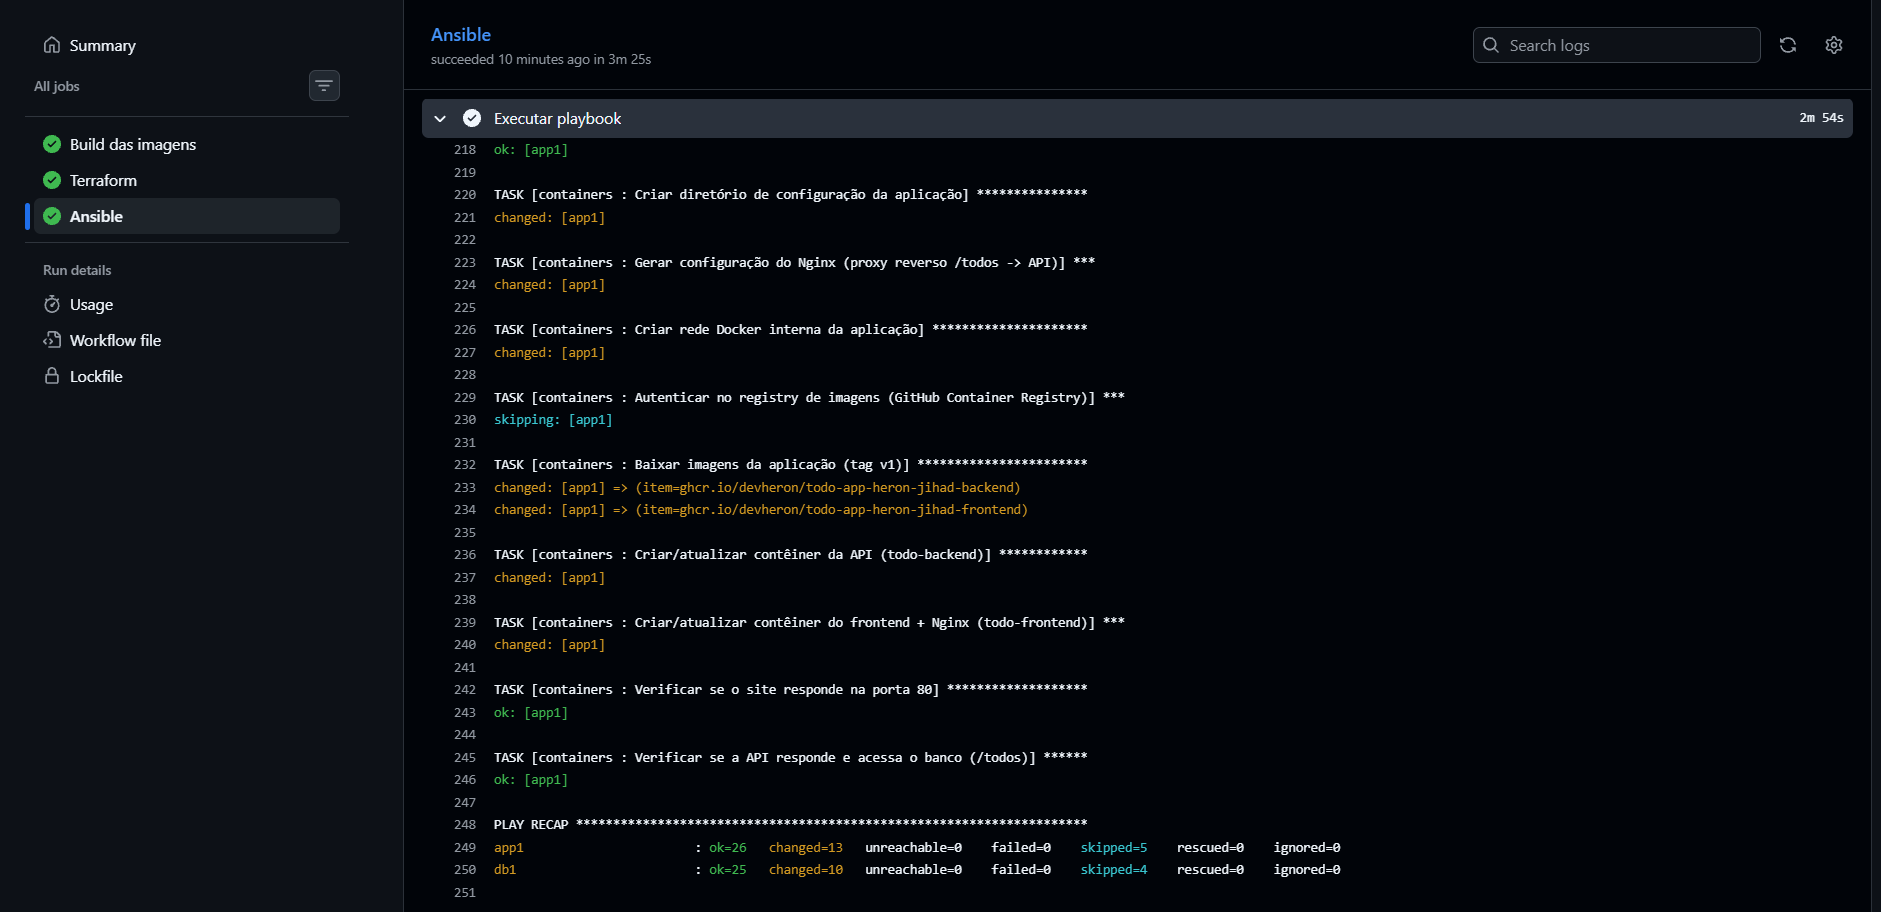 Summary
All jobs
Build das imagens
Terraform
Ansible
Run details
Usage
Workflow file
Lockfile
Ansible
succeeded 10 minutes ago in 3m 25s
Search logs
Executar playbook 2m 54s
218 ok: [app1]
219
220 TASK [containers : Criar diretório de configuração da aplicação] ***************
221 changed: [app1]
222
223 TASK [containers : Gerar configuração do Nginx (proxy reverso /todos -> API)] ***
224 changed: [app1]
225
226 TASK [containers : Criar rede Docker interna da aplicação] *********************
227 changed: [app1]
228
229 TASK [containers : Autenticar no registry de imagens (GitHub Container Registry)] ***
230 skipping: [app1]
231
232 TASK [containers : Baixar imagens da aplicação (tag v1)] ***********************
233 changed: [app1] => (item=ghcr.io/devheron/todo-app-heron-jihad-backend)
234 changed: [app1] => (item=ghcr.io/devheron/todo-app-heron-jihad-frontend)
235
236 TASK [containers : Criar/atualizar contêiner da API (todo-backend)] ************
237 changed: [app1]
238
239 TASK [containers : Criar/atualizar contêiner do frontend + Nginx (todo-frontend)] ***
240 changed: [app1]
241
242 TASK [containers : Verificar se o site responde na porta 80] *******************
243 ok: [app1]
244
245 TASK [containers : Verificar se a API responde e acessa o banco (/todos)] ******
246 ok: [app1]
247
248 PLAY RECAP *********************************************************************
249 app1 : ok=26 changed=13 unreachable=0 failed=0 skipped=5 rescued=0 ignored=0
250 db1 : ok=25 changed=10 unreachable=0 failed=0 skipped=4 rescued=0 ignored=0
251